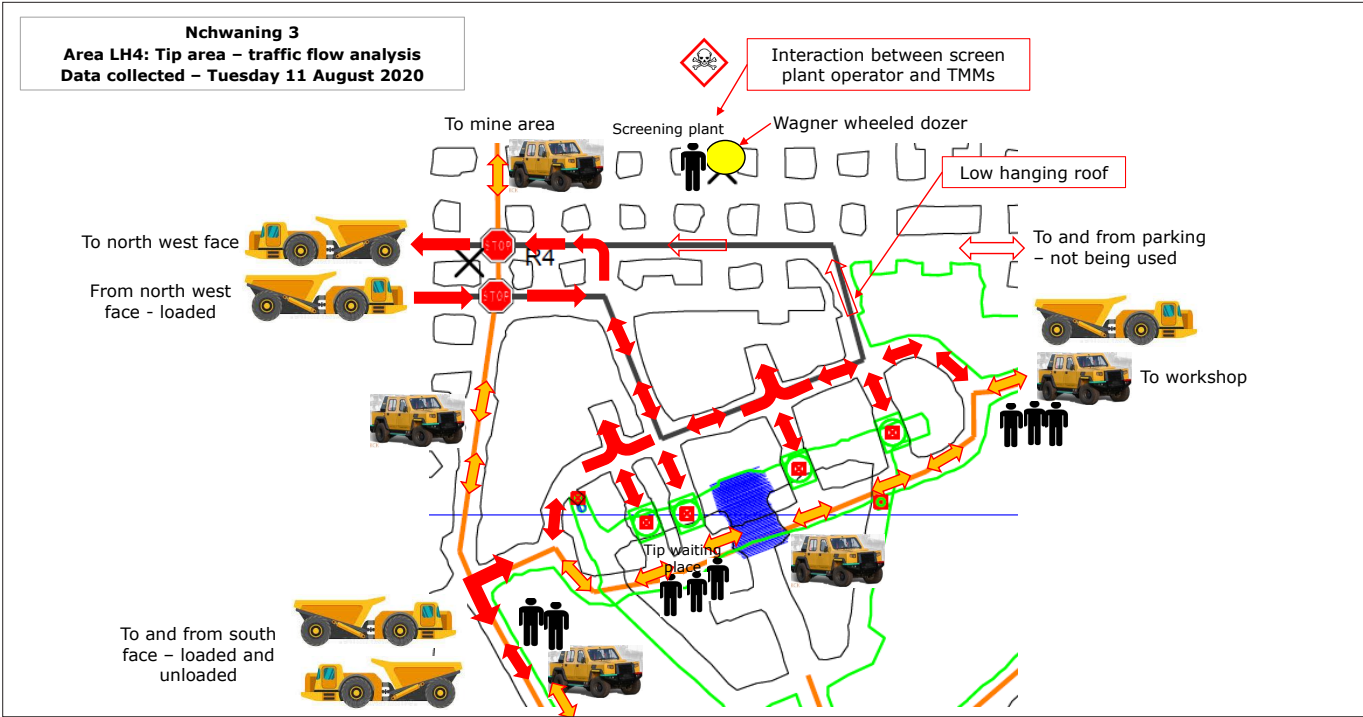 Nchwaning 3
Area LH4: Tip area – traffic flow analysis
Data collected – Tuesday 11 August 2020
Interaction between screen
plant operator and TMMs
To mine area
Screening plant
Wagner wheeled dozer
Low hanging roof
To north west face
STOP
R4
To and from parking
– not being used
From north west
face - loaded
STOP
To workshop
Tip waiting
place
To and from south
face – loaded and
unloaded